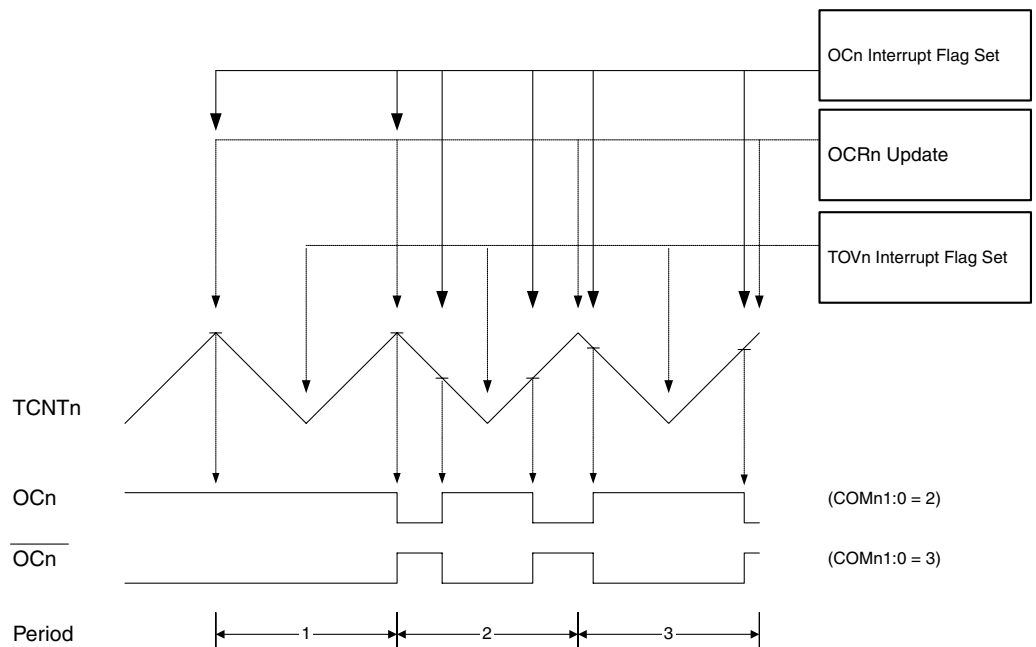 OCn Interrupt Flag Set
OCRn Update
TOVn Interrupt Flag Set
TCNTn
OCn
(COMn1:0 = 2)
OCn
(COMn1:0 = 3)
Period
1
2
3